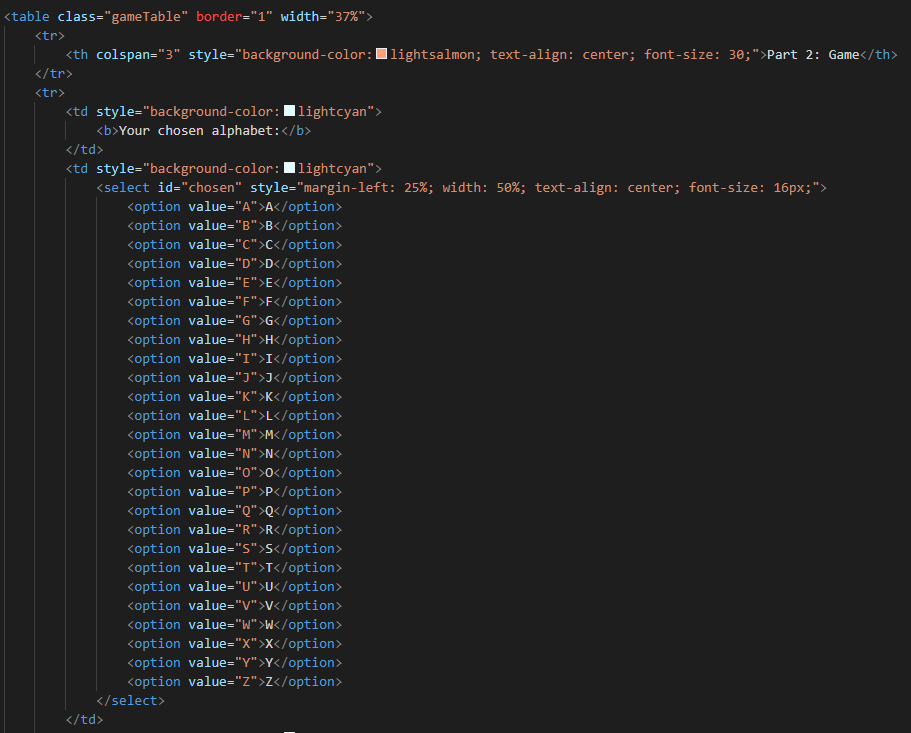 <table class="gameTable" border="1" width="37%">
    <tr>
        <th colspan="3" style="background-color: lightsalmon; text-align: center; font-size: 30;">Part 2: Game</th>
    </tr>
    <tr>
        <td style="background-color: lightcyan">
            <b>Your chosen alphabet:</b>
        </td>
        <td style="background-color: lightcyan">
            <select id="chosen" style="margin-left: 25%; width: 50%; text-align: center; font-size: 16px;">
                <option value="A">A</option>
                <option value="B">B</option>
                <option value="C">C</option>
                <option value="D">D</option>
                <option value="E">E</option>
                <option value="F">F</option>
                <option value="G">G</option>
                <option value="H">H</option>
                <option value="I">I</option>
                <option value="J">J</option>
                <option value="K">K</option>
                <option value="L">L</option>
                <option value="M">M</option>
                <option value="N">N</option>
                <option value="O">O</option>
                <option value="P">P</option>
                <option value="Q">Q</option>
                <option value="R">R</option>
                <option value="S">S</option>
                <option value="T">T</option>
                <option value="U">U</option>
                <option value="V">V</option>
                <option value="W">W</option>
                <option value="X">X</option>
                <option value="Y">Y</option>
                <option value="Z">Z</option>
            </select>
        </td>